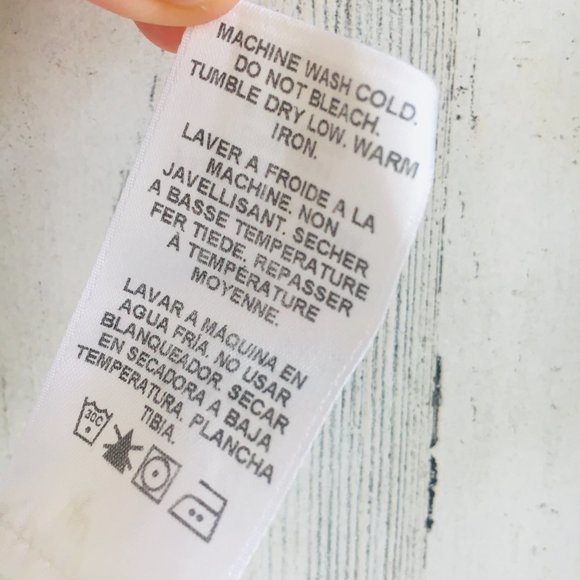 MACHINE WASH COLD.
DO NOT BLEACH.
TUMBLE DRY LOW. WARM
IRON.
LAVER A FROIDE A LA
MACHINE. NON
JAVELLISANT. SECHER
A BASSE TEMPERATURE
FER TIEDE. REPASSER
À TEMPÉRATURE
MOYENNE.
LAVAR A MÁQUINA EN
AGUA FRÍA. NO USAR
BLANQUEADOR. SECAR
EN SECADORA A BAJA
TEMPERATURA. PLANCHA
TIBIA.
30C